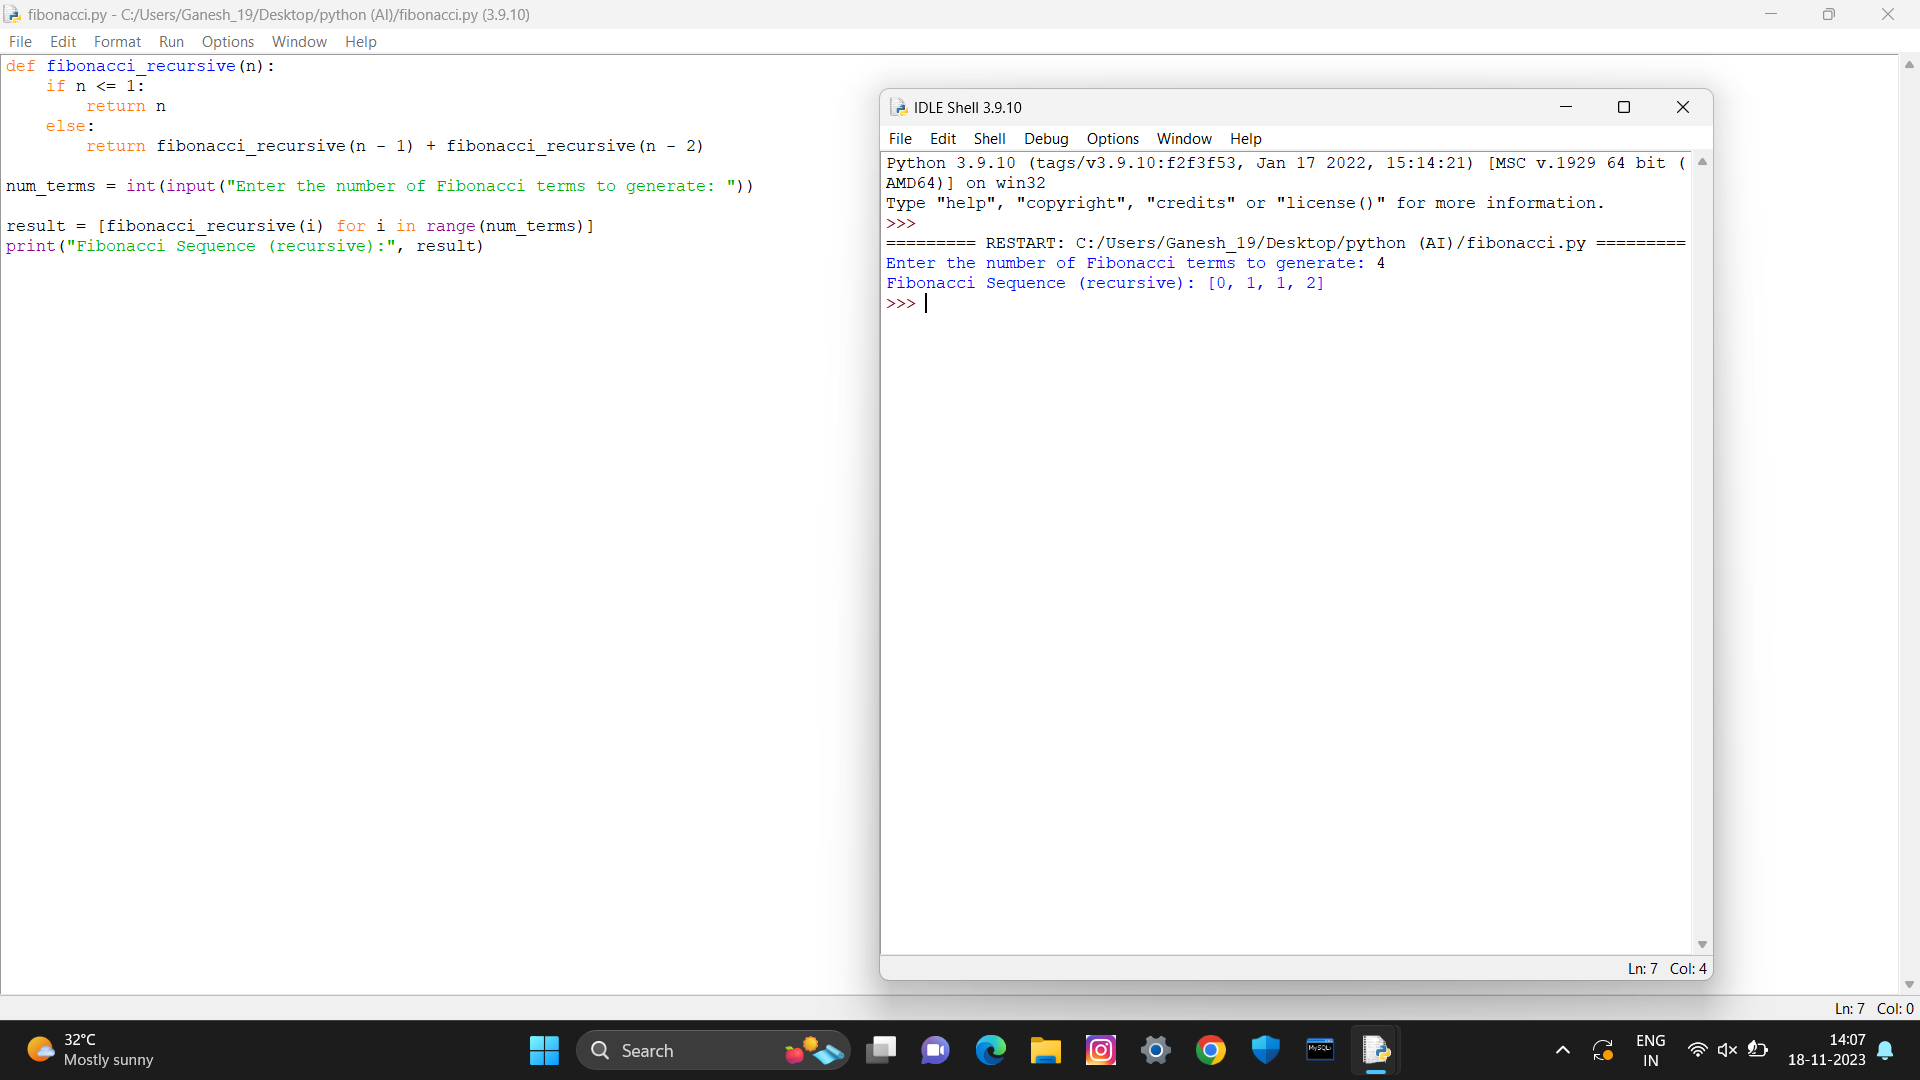 fibonacci.py - C:/Users/Ganesh_19/Desktop/python (AI)/fibonacci.py (3.9.10)
File Edit Format Run Options Window Help
def fibonacci_recursive(n):
    if n <= 1:
        return n
    else:
        return fibonacci_recursive(n - 1) + fibonacci_recursive(n - 2)
num_terms = int(input("Enter the number of Fibonacci terms to generate: "))
result = [fibonacci_recursive(i) for i in range(num_terms)]
print("Fibonacci Sequence (recursive):", result)
IDLE Shell 3.9.10
File Edit Shell Debug Options Window Help
Python 3.9.10 (tags/v3.9.10:f2f3f53, Jan 17 2022, 15:14:21) [MSC v.1929 64 bit (
AMD64)] on win32
Type "help", "copyright", "credits" or "license()" for more information.
>>>
========= RESTART: C:/Users/Ganesh_19/Desktop/python (AI)/fibonacci.py =========
Enter the number of Fibonacci terms to generate: 4
Fibonacci Sequence (recursive): [0, 1, 1, 2]
>>>
Ln: 7 Col: 4
Ln: 7 Col: 0
32°C
Mostly sunny
Search
MySQL
ENG
IN
14:07
18-11-2023